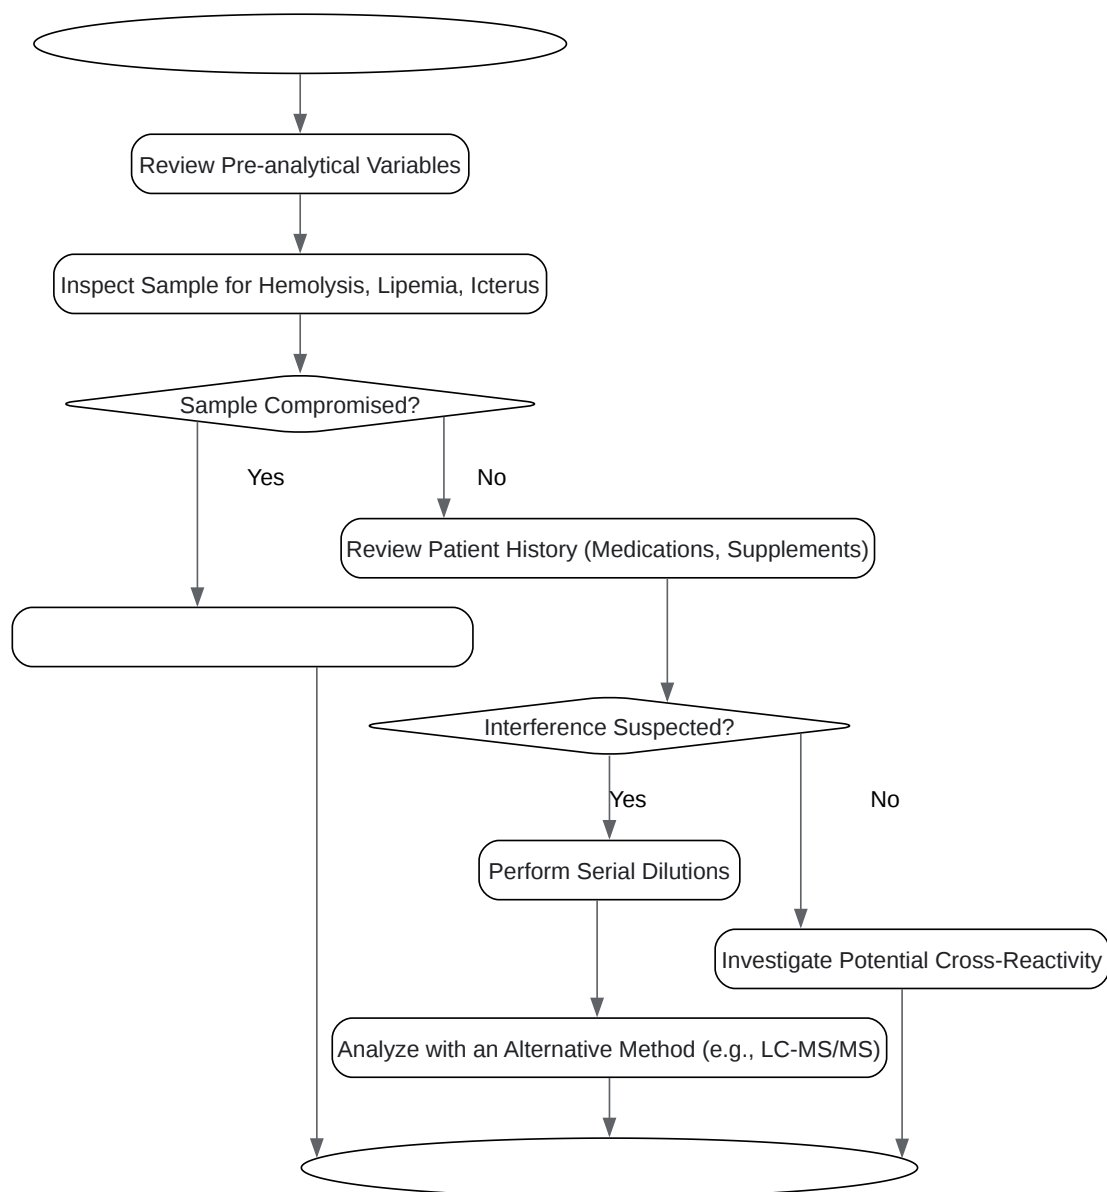 Review Pre-analytical Variables
Inspect Sample for Hemolysis, Lipemia, Icterus
Sample Compromised?
Yes
No
Review Patient History (Medications, Supplements)
Interference Suspected?
Yes
No
Perform Serial Dilutions
Investigate Potential Cross-Reactivity
Analyze with an Alternative Method (e.g., LC-MS/MS)